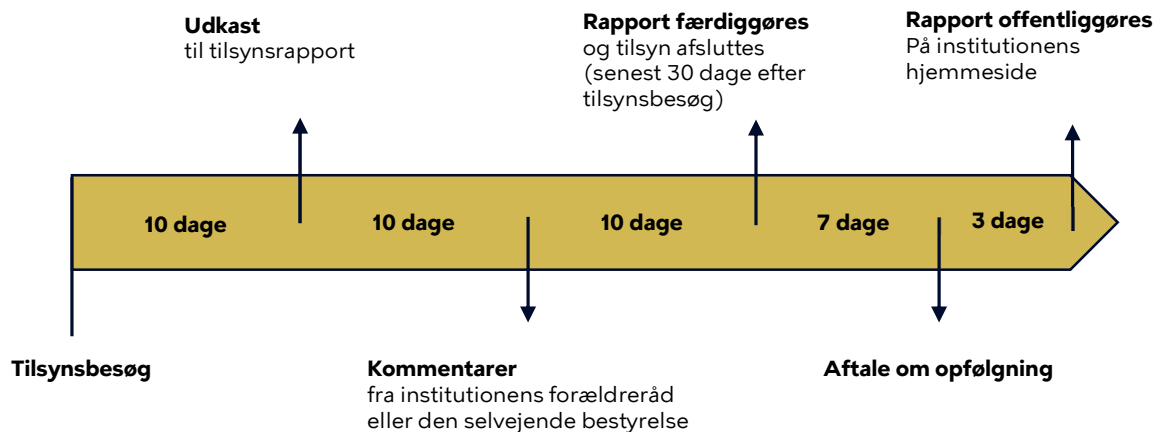 Udkast
til tilsynsrapport
Rapport færdiggøres
og tilsyn afsluttes
(senest 30 dage efter
tilsynsbesøg)
Rapport offentliggøres
På institutionens
hjemmeside
10 dage
10 dage
10 dage
7 dage
3 dage
Tilsynsbesøg
Kommentarer
fra institutionens forældreråd
eller den selvejende bestyrelse
Aftale om opfølgning